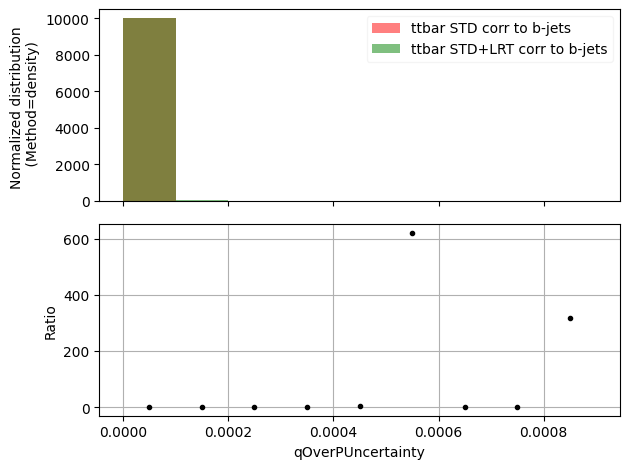 Normalized distribution
(Method=density)
10000
8000
6000
4000
2000
0
ttbar STD corr to b-jets
ttbar STD+LRT corr to b-jets
Ratio
600
400
200
0
0.0000 0.0002 0.0004 0.0006 0.0008
qOverPUncertainty